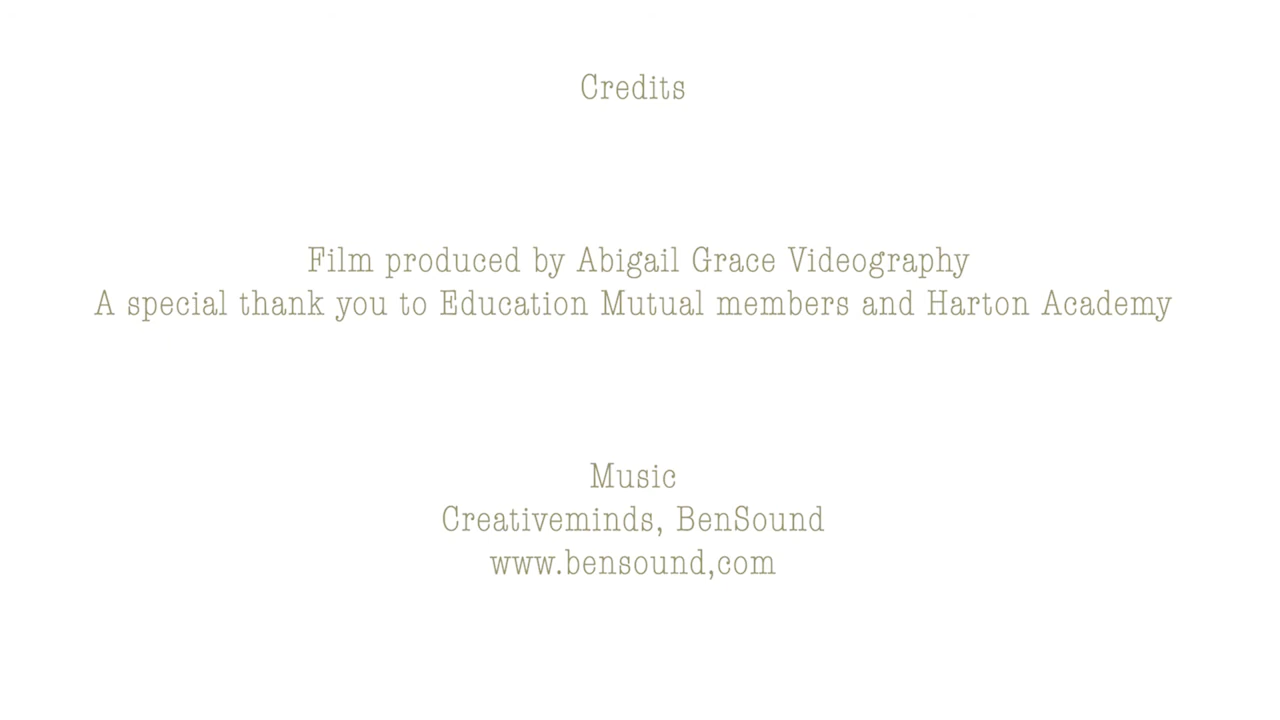 Credits
Film produced by Abigail Grace Videography
A special thank you to Education Mutual members and Harton Academy
Music
Creativeminds, BenSound
www.bensound,com